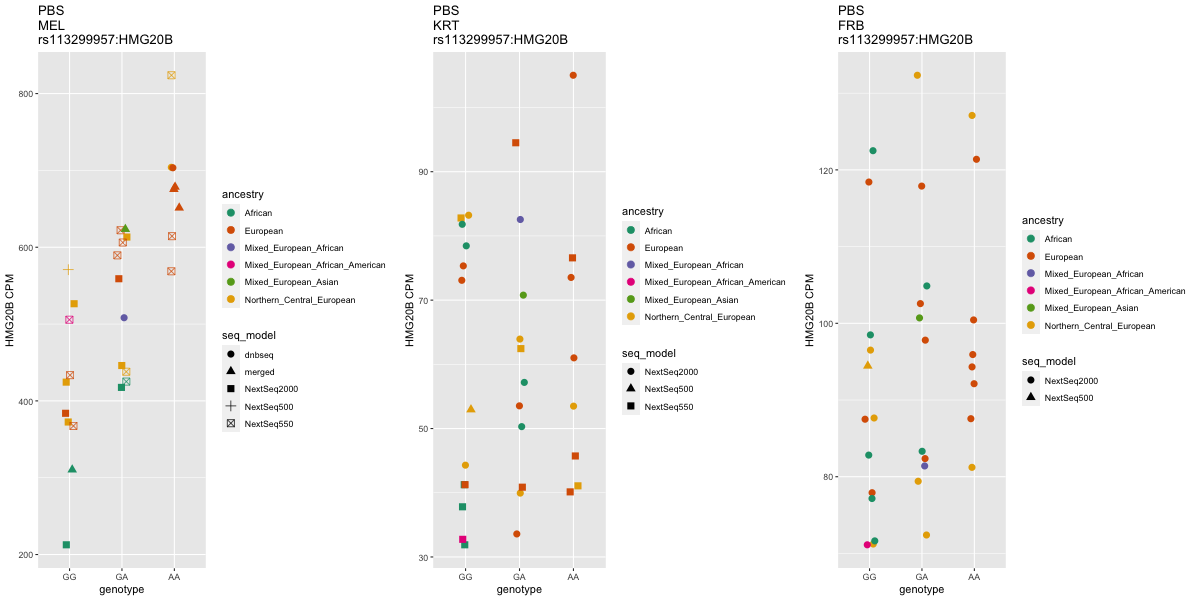 PBS
MEL
rs113299957:HMG20B
HMG20B CPM
800
600
400
200
GG
GA
AA
genotype
ancestry
African
European
Mixed_European_African
Mixed_European_African_American
Mixed_European_Asian
Northern_Central_European
seq_model
dnbseq
merged
NextSeq2000
NextSeq500
NextSeq550
PBS
KRT
rs113299957:HMG20B
HMG20B CPM
90
70
50
30
GG
GA
AA
genotype
ancestry
African
European
Mixed_European_African
Mixed_European_African_American
Mixed_European_Asian
Northern_Central_European
seq_model
NextSeq2000
NextSeq500
NextSeq550
PBS
FRB
rs113299957:HMG20B
HMG20B CPM
120
100
80
GG
GA
AA
genotype
ancestry
African
European
Mixed_European_African
Mixed_European_African_American
Mixed_European_Asian
Northern_Central_European
seq_model
NextSeq2000
NextSeq500